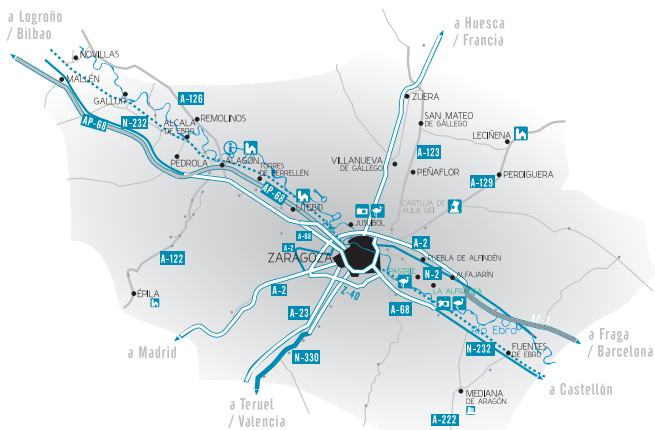 a Logroño
/ Bilbao
a Huesca
/ Francia
NOVILLAS
MALLÉN
GALLUR
A-126
AP-68
N-232
ALCALÁ
DE EBRO
REMOLINOS
ZUERA
SAN MATEO
DE GÁLLEGO
LECIÑENA
PEDROLA
ALAGÓN
TORRES
DE BERRELLÉN
VILLANUEVA
DE GÁLLEGO
A-123
PEÑAFLOR
A-129
PERDIGUERA
AP-68
UTEBO
CARTUJA DE
AULA DEI
JUSLIBOL
A-68
A-2
A-2
A-122
ZARAGOZA
PUEBLA DE ALFINDÉN
PASTRIZ
N-2
ALFAJARÍN
LA ALFRANCA
ÉPILA
A-2
Z-40
A-68
A-23
Río Ebro
AP-2
N-232
a Fraga
/ Barcelona
a Madrid
N-330
FUENTES
DE EBRO
a Castellón
a Teruel
/ Valencia
MEDIANA
DE ARAGÓN
A-222